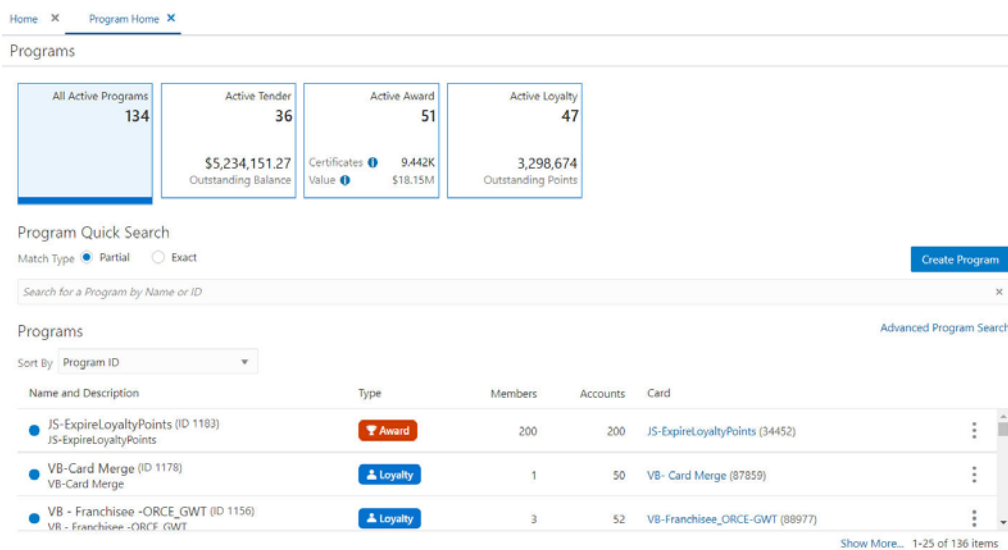 Home ✕ Program Home ✕
Programs
All Active Programs
134
Active Tender
36
$5,234,151.27
Outstanding Balance
Active Award
51
Certificates 9.442K
Value $18.15M
Active Loyalty
47
3,298,674
Outstanding Points
Program Quick Search
Match Type Partial Exact
Create Program
Search for a Program by Name or ID
Programs
Advanced Program Search
Sort By Program ID
Name and Description Type Members Accounts Card
JS-ExpireLoyaltyPoints (ID 1183) Award 200 200 JS-ExpireLoyaltyPoints (34452)
JS-ExpireLoyaltyPoints
VB-Card Merge (ID 1178) Loyalty 1 50 VB- Card Merge (87859)
VB-Card Merge
VB - Franchisee -ORCE_GWT (ID 1156) Loyalty 3 52 VB-Franchisee_ORCE-GWT (88977)
VB - Franchisee -ORCE GWT
Show More... 1-25 of 136 items